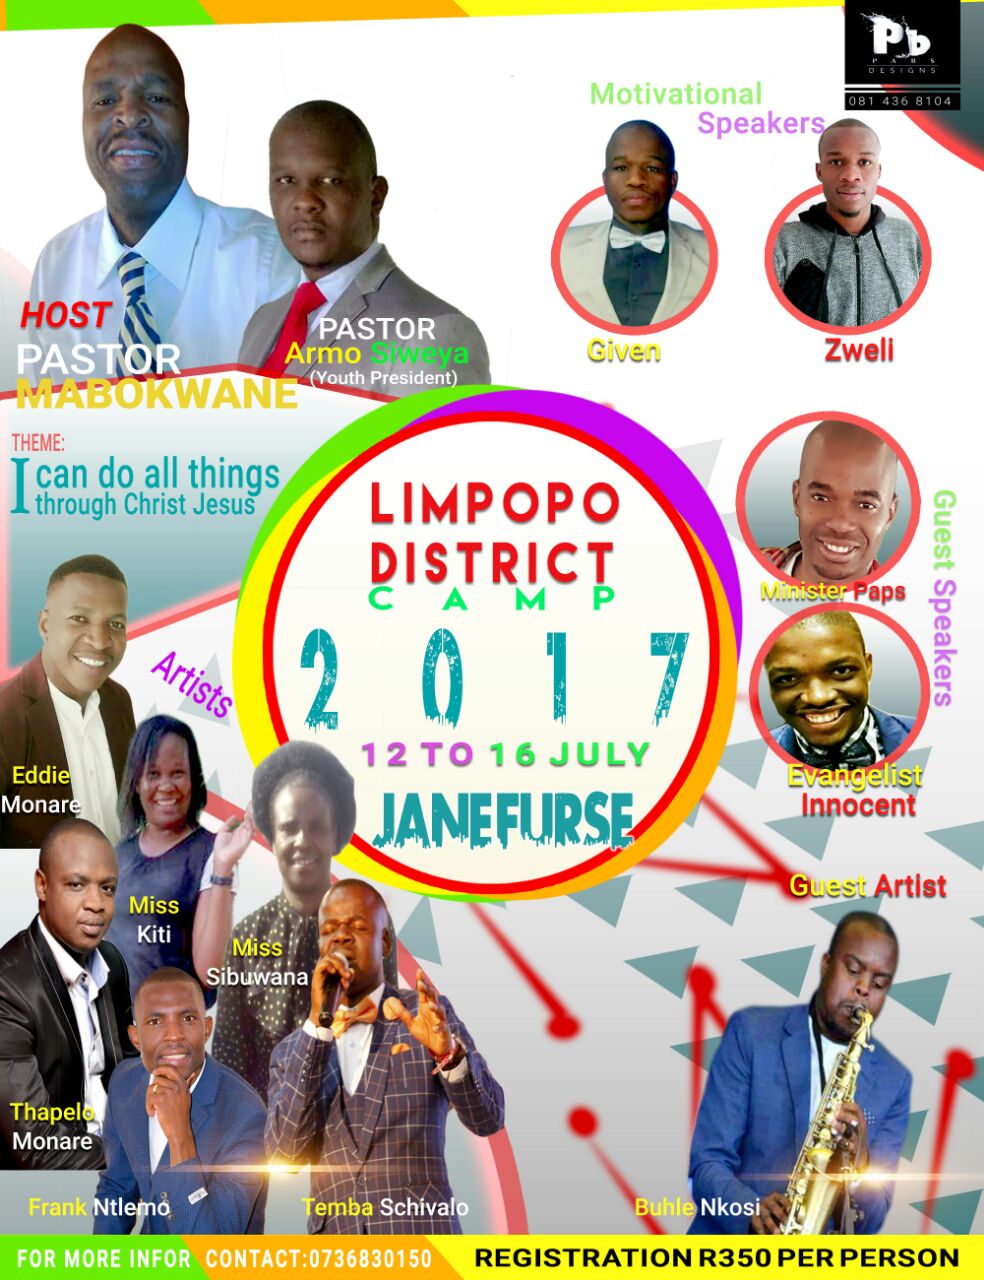 Pb
PABS
DESIGNS
081 436 8104
Motivational
Speakers
Given
Zweli
HOST
PASTOR
MABOKWANE
PASTOR
Armo Siweya
(Youth President)
THEME:
I can do all things
through Christ Jesus
LIMPOPO
DISTRICT
CAMP
2017
12 TO 16 JULY
JANEFURSE
Minister Paps
Guest Speakers
Evangelist
Innocent
Artists
Eddie
Monare
Miss
Kiti
Miss
Sibuwana
Thapelo
Monare
Frank Ntlemo
Temba Schivalo
Guest Artist
Buhle Nkosi
FOR MORE INFOR CONTACT:0736830150
REGISTRATION R350 PER PERSON